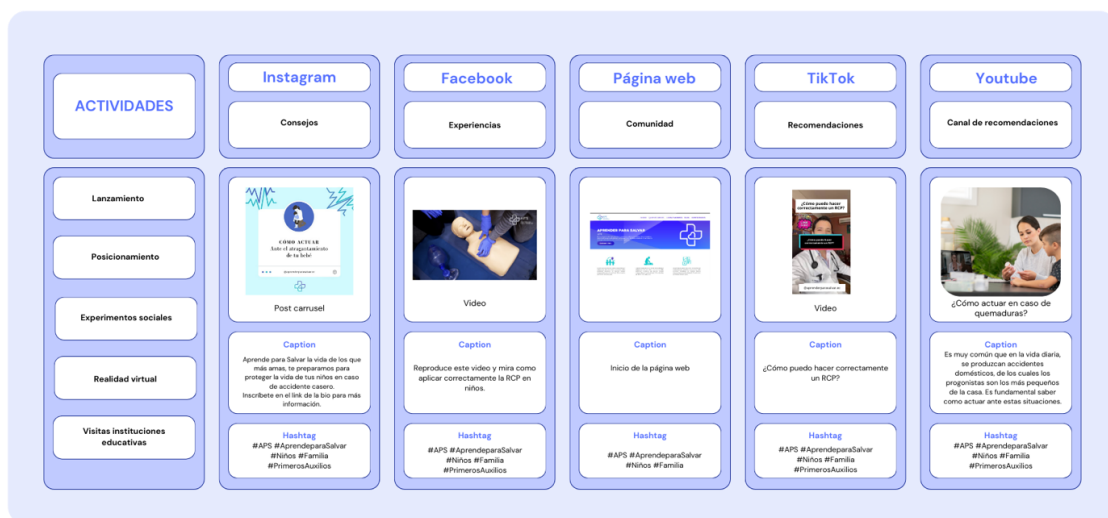 ACTIVIDADES
Lanzamiento
Posicionamiento
Experimentos sociales
Realidad virtual
Visitas instituciones
educativas
Instagram
Consejos
CÓMO ACTUAR
Ante el atragantamiento
de tu bebé
Post carrusel
Caption
Aprende para Salvar la vida de los que
más amas, te preparamos para
proteger la vida de tus niños en caso
de accidente casero.
Inscríbete en el link de la bio para más
información.
Hashtag
#APS #AprendeparaSalvar
#Niños #Familia
#PrimerosAuxilios
Facebook
Experiencias
Video
Caption
Reproduce este video y mira como
aplicar correctamente la RCP en
niños.
Hashtag
#APS #AprendeparaSalvar
#Niños #Familia
#PrimerosAuxilios
Página web
Comunidad
APRENDER PARA SALVAR
Caption
Inicio de la página web
Hashtag
#APS #AprendeparaSalvar
#Niños #Familia
TikTok
Recomendaciones
¿Cómo puedo hacer
correctamente un RCP?
Video
Caption
¿Cómo puedo hacer correctamente
un RCP?
Hashtag
#APS #AprendeparaSalvar
#Niños #Familia
#PrimerosAuxilios
Youtube
Canal de recomendaciones
¿Cómo actuar en caso de
quemaduras?
Caption
Es muy común que en la vida diaria,
se produzcan accidentes
domésticos, de los cuales los
progonistas son los más pequeños
de la casa. Es fundamental saber
como actuar ante estas situaciones.
Hashtag
#APS #AprendeparaSalvar
#Niños #Familia
#PrimerosAuxilios